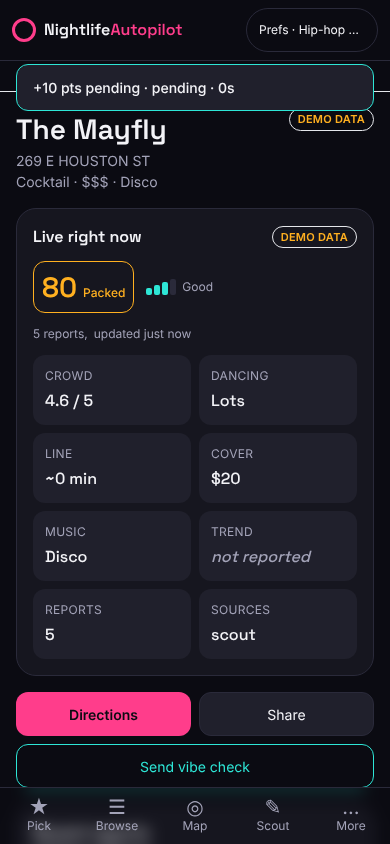 NightlifeAutopilot
Prefs · Hip-hop ...
+10 pts pending · pending · 0s
The Mayfly
DEMO DATA
269 E HOUSTON ST
Cocktail · $$$ · Disco
Live right now
DEMO DATA
80 Packed
Good
5 reports, updated just now
CROWD
4.6 / 5
DANCING
Lots
LINE
~0 min
COVER
$20
MUSIC
Disco
TREND
not reported
REPORTS
5
SOURCES
scout
Directions
Share
Send vibe check
Pick
Browse
Map
Scout
More